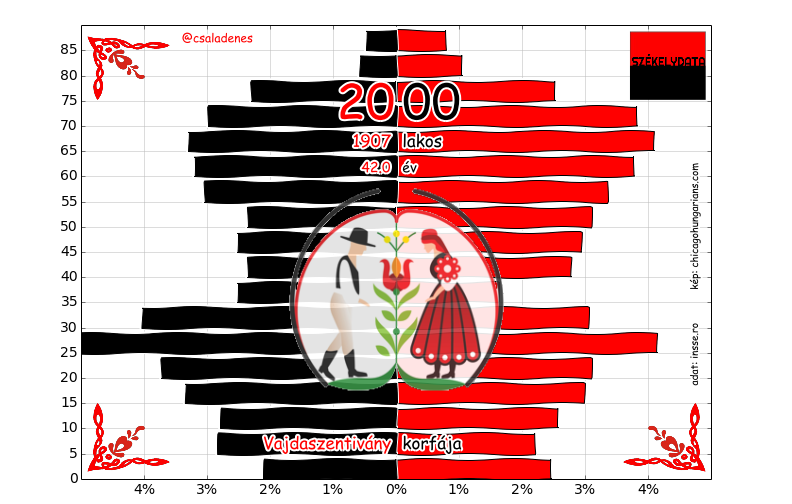 @csaladenes
SZÉKELYDATA
2000
1907 lakos
42,0 év
kép: chicagohungarians.com
adat: insse.ro
Vajdaszentivány korfája
85
80
75
70
65
60
55
50
45
40
35
30
25
20
15
10
5
0
4% 3% 2% 1% 0% 1% 2% 3% 4%